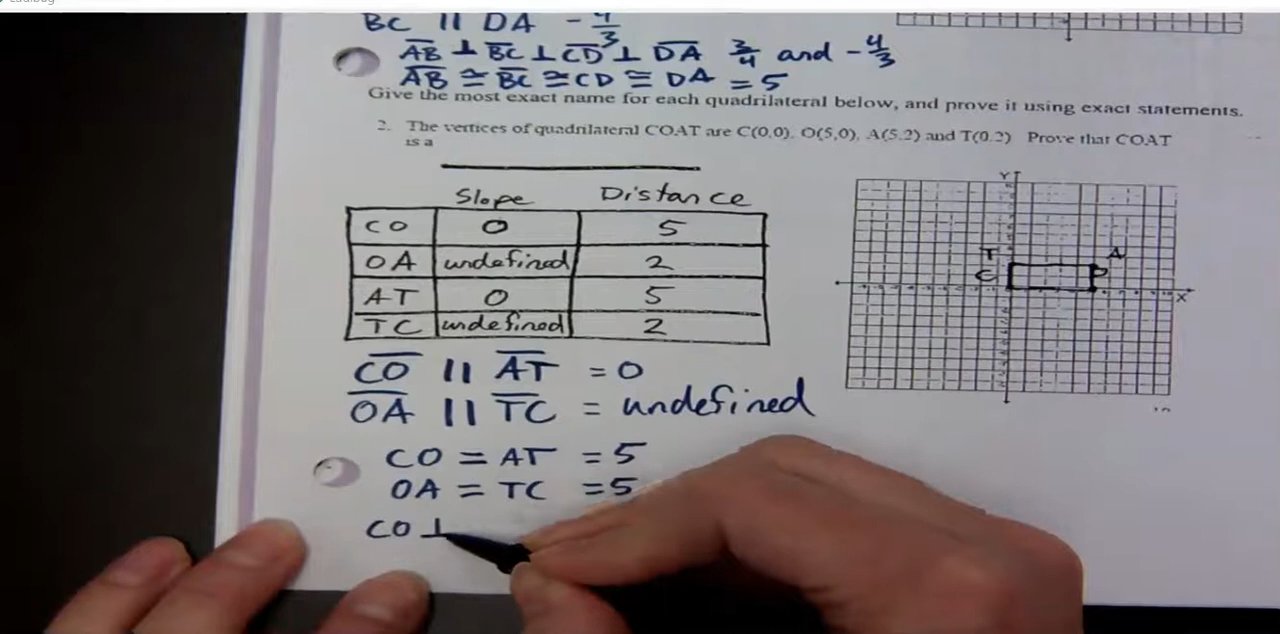 BC || DA - 4/3
AB ⊥ BC ⊥ CD ⊥ DA 3/4 and - 4/3
AB ≅ BC ≅ CD ≅ DA = 5
Give the most exact name for each quadrilateral below, and prove it using exact statements.
2. The vertices of quadrilateral COAT are C(0,0), O(5,0), A(5,2) and T(0,2) Prove that COAT
is a
Slope Distance
CO 0 5
OA undefined 2
AT 0 5
TC undefined 2
Y
T A
C
X
CO || AT = 0
OA || TC = undefined
CO = AT = 5
OA = TC = 5
CO ⊥